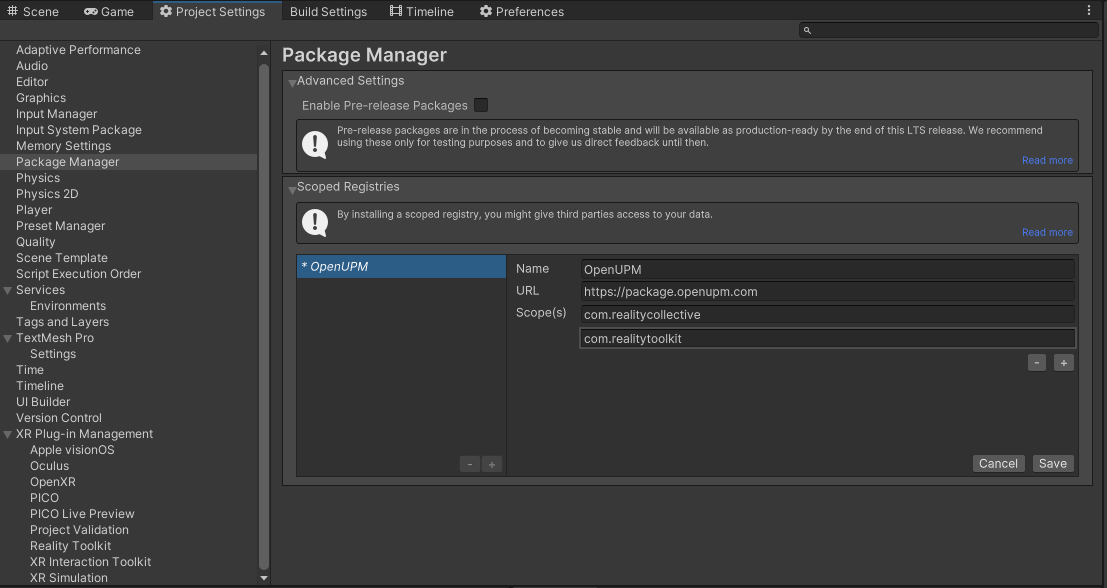 Scene
Game
Project Settings
Build Settings
Timeline
Preferences
Adaptive Performance
Audio
Editor
Graphics
Input Manager
Input System Package
Memory Settings
Package Manager
Physics
Physics 2D
Player
Preset Manager
Quality
Scene Template
Script Execution Order
Services
Environments
Tags and Layers
TextMesh Pro
Settings
Time
Timeline
UI Builder
Version Control
XR Plug-in Management
Apple visionOS
Oculus
OpenXR
PICO
PICO Live Preview
Project Validation
Reality Toolkit
XR Interaction Toolkit
XR Simulation
Package Manager
Advanced Settings
Enable Pre-release Packages
Pre-release packages are in the process of becoming stable and will be available as production-ready by the end of this LTS release. We recommend
using these only for testing purposes and to give us direct feedback until then.
Read more
Scoped Registries
By installing a scoped registry, you might give third parties access to your data.
Read more
* OpenUPM
- +
Name OpenUPM
URL https://package.openupm.com
Scope(s) com.realitycollective
com.realitytoolkit
- +
Cancel Save